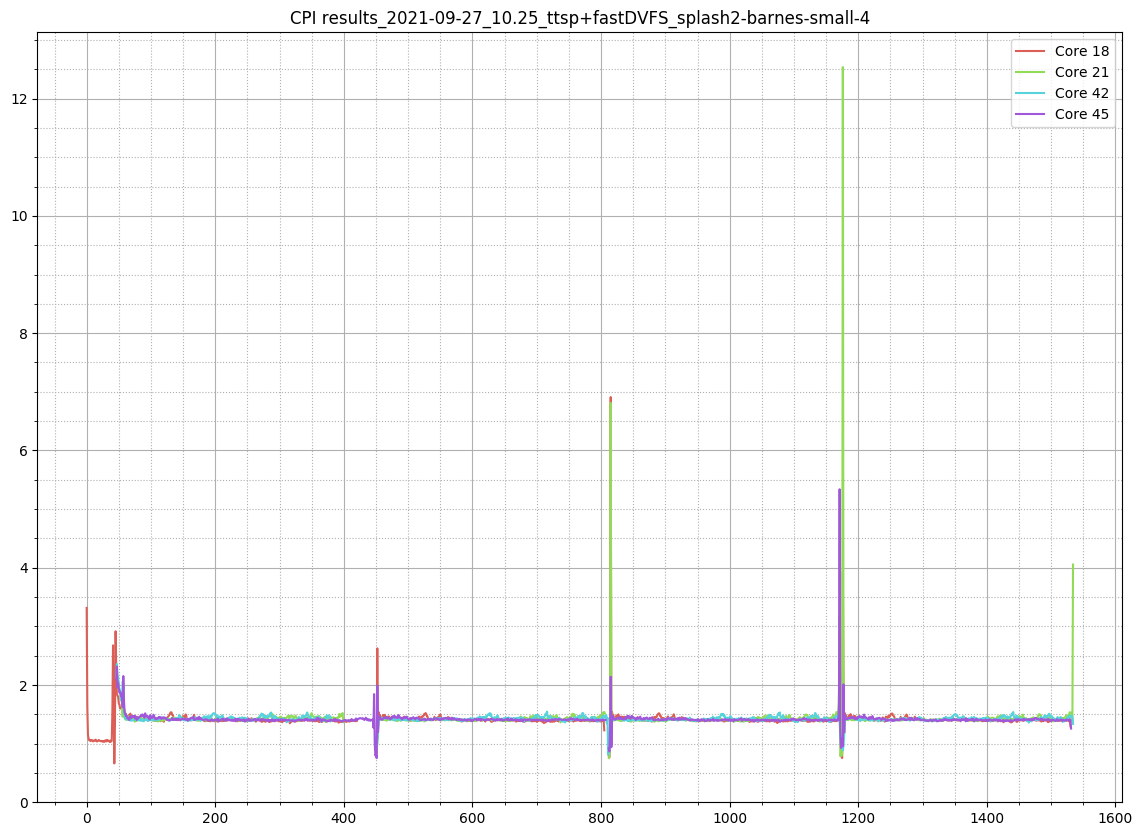 CPI results_2021-09-27_10.25_ttsp+fastDVFS_splash2-barnes-small-4
Core 18
Core 21
Core 42
Core 45
12
10
8
6
4
2
0
0 200 400 600 800 1000 1200 1400 1600